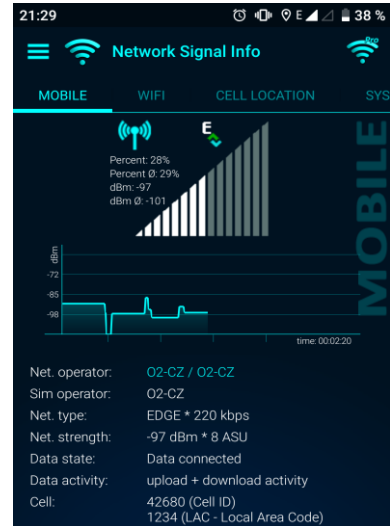 21:29
E
38 %
Network Signal Info
Pro
MOBILE
WIFI
CELL LOCATION
SYS
E
Percent: 28%
Percent Ø: 29%
dBm: -97
dBm Ø: -101
MOBILE
dBm
-72
-85
-98
time: 00:02:20
Net. operator: O2-CZ / O2-CZ
Sim operator: O2-CZ
Net. type: EDGE * 220 kbps
Net. strength: -97 dBm * 8 ASU
Data state: Data connected
Data activity: upload + download activity
Cell: 42680 (Cell ID)
1234 (LAC - Local Area Code)